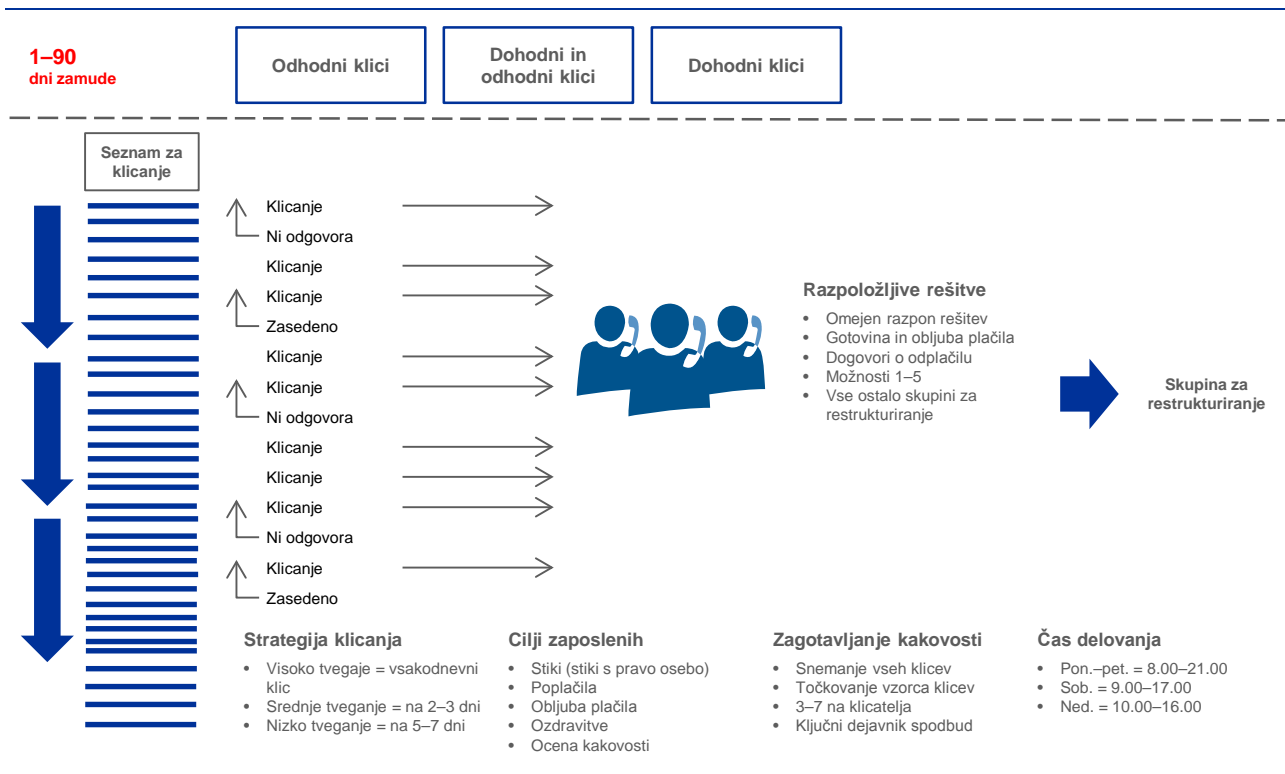 1–90
dni zamude
Odhodni klici
Dohodni in
odhodni klici
Dohodni klici
Seznam za
klicanje
Klicanje
Ni odgovora
Klicanje
Klicanje
Zasedeno
Klicanje
Klicanje
Ni odgovora
Klicanje
Klicanje
Klicanje
Ni odgovora
Klicanje
Zasedeno
Razpoložljive rešitve
• Omejen razpon rešitev
• Gotovina in obljuba plačila
• Dogovori o odplačilu
• Možnosti 1–5
• Vse ostalo skupini za
restrukturiranje
Skupina za
restrukturiranje
Strategija klicanja
• Visoko tvegaje = vsakodnevni
klic
• Srednje tveganje = na 2–3 dni
• Nizko tveganje = na 5–7 dni
Cilji zaposlenih
• Stiki (stiki s pravo osebo)
• Poplačila
• Obljuba plačila
• Ozdravitve
• Ocena kakovosti
Zagotavljanje kakovosti
• Snemanje vseh klicev
• Točkovanje vzorca klicev
• 3–7 na klicatelja
• Ključni dejavnik spodbud
Čas delovanja
• Pon.–pet. = 8.00–21.00
• Sob. = 9.00–17.00
• Ned. = 10.00–16.00